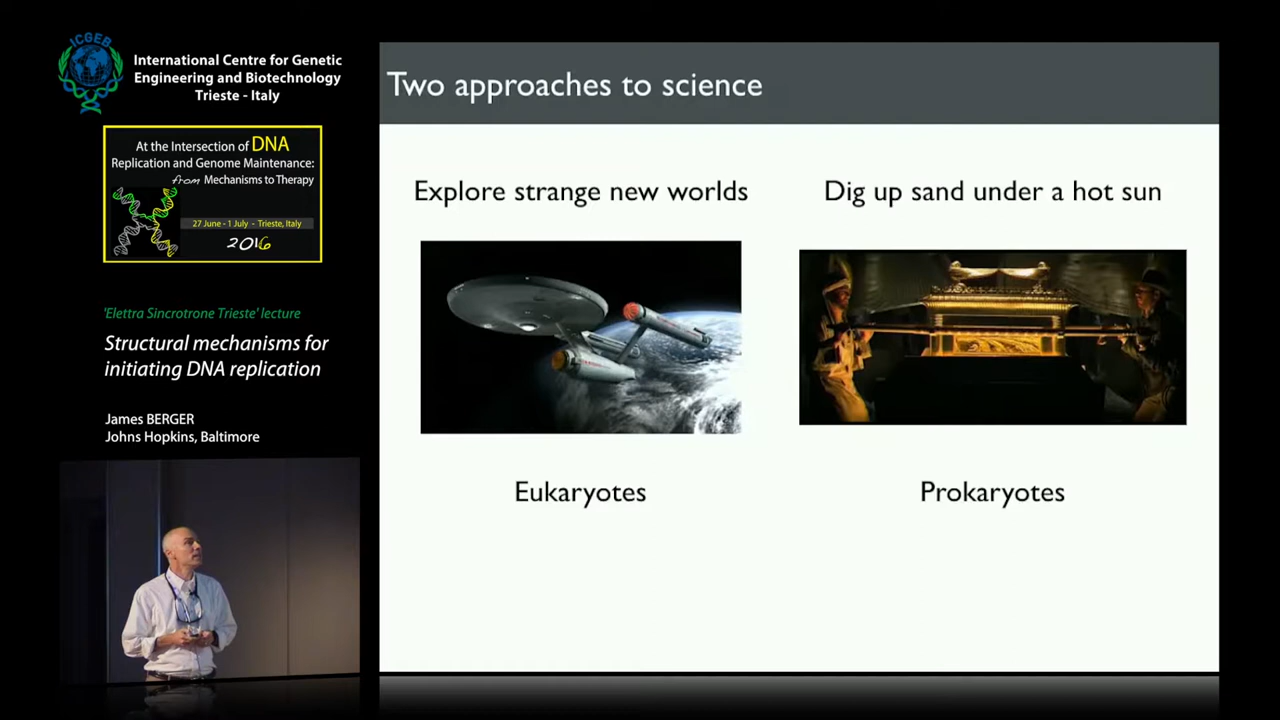 ICGEB
International Centre for Genetic
Engineering and Biotechnology
Trieste - Italy
At the Intersection of DNA
Replication and Genome Maintenance:
from Mechanisms to Therapy
27 June - 1 July - Trieste, Italy
2016
'Elettra Sincrotrone Trieste' lecture
Structural mechanisms for
initiating DNA replication
James BERGER
Johns Hopkins, Baltimore
Two approaches to science
Explore strange new worlds
Dig up sand under a hot sun
Eukaryotes
Prokaryotes